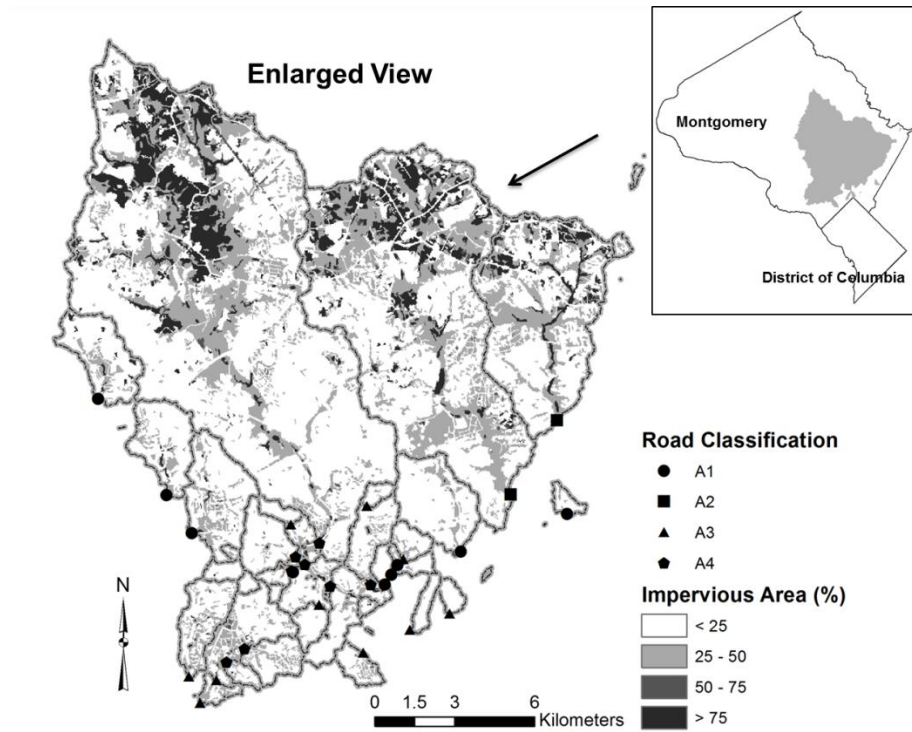 Enlarged View
Montgomery
District of Columbia
Road Classification
A1
A2
A3
A4
Impervious Area (%)
< 25
25 - 50
50 - 75
> 75
N
0 1.5 3 6
Kilometers